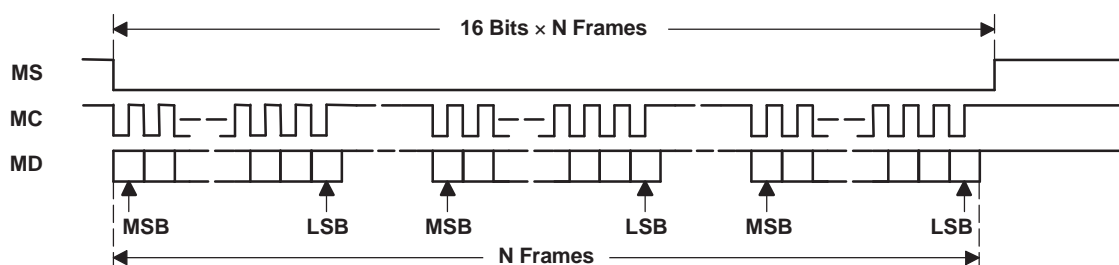 16 Bits × N Frames
MS
MC
MD
MSB LSB MSB LSB MSB LSB
N Frames